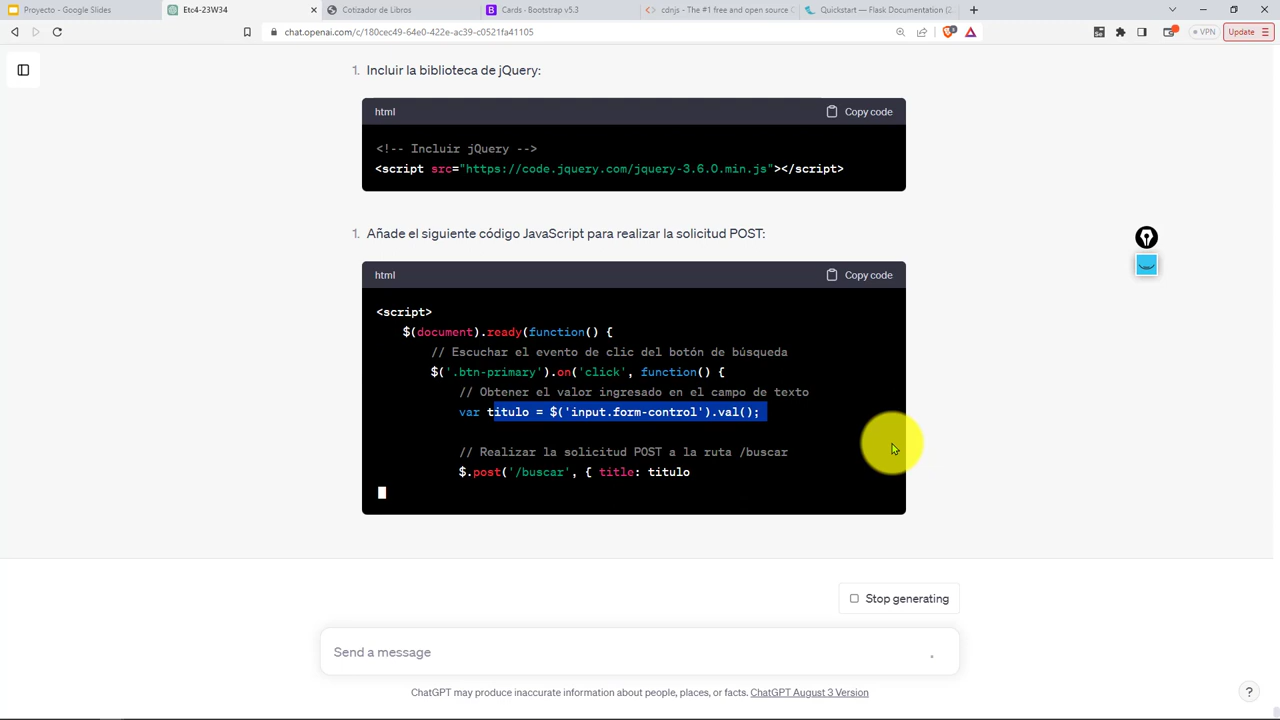 Proyecto - Google Slides
Etc4-23W34
Cotizador de Libros
Cards · Bootstrap v5.3
cdnjs - The #1 free and open source C
Quickstart — Flask Documentation (2
chat.openai.com/c/180cec49-64e0-422e-ac39-c0521fa41105
VPN
Update
1. Incluir la biblioteca de jQuery:
html
Copy code
<!-- Incluir jQuery -->
<script src="https://code.jquery.com/jquery-3.6.0.min.js"></script>
1. Añade el siguiente código JavaScript para realizar la solicitud POST:
html
Copy code
<script>
$(document).ready(function() {
// Escuchar el evento de clic del botón de búsqueda
$('.btn-primary').on('click', function() {
// Obtener el valor ingresado en el campo de texto
var titulo = $('input.form-control').val();
// Realizar la solicitud POST a la ruta /buscar
$.post('/buscar', { title: titulo
Stop generating
Send a message
ChatGPT may produce inaccurate information about people, places, or facts. ChatGPT August 3 Version
?